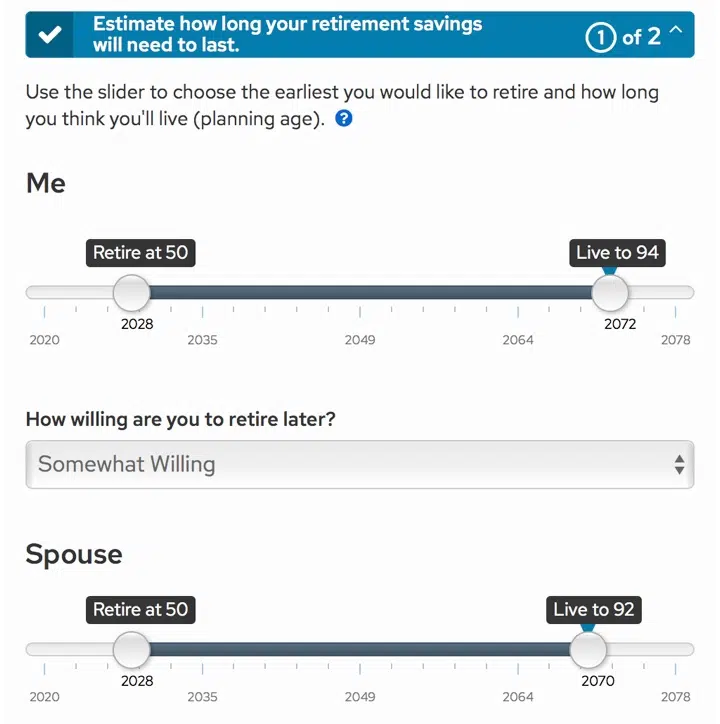 Estimate how long your retirement savings
will need to last.
1 of 2
Use the slider to choose the earliest you would like to retire and how long
you think you'll live (planning age). ?
Me
Retire at 50
Live to 94
2028
2072
2020 2035 2049 2064 2078
How willing are you to retire later?
Somewhat Willing
Spouse
Retire at 50
Live to 92
2028
2070
2020 2035 2049 2064 2078